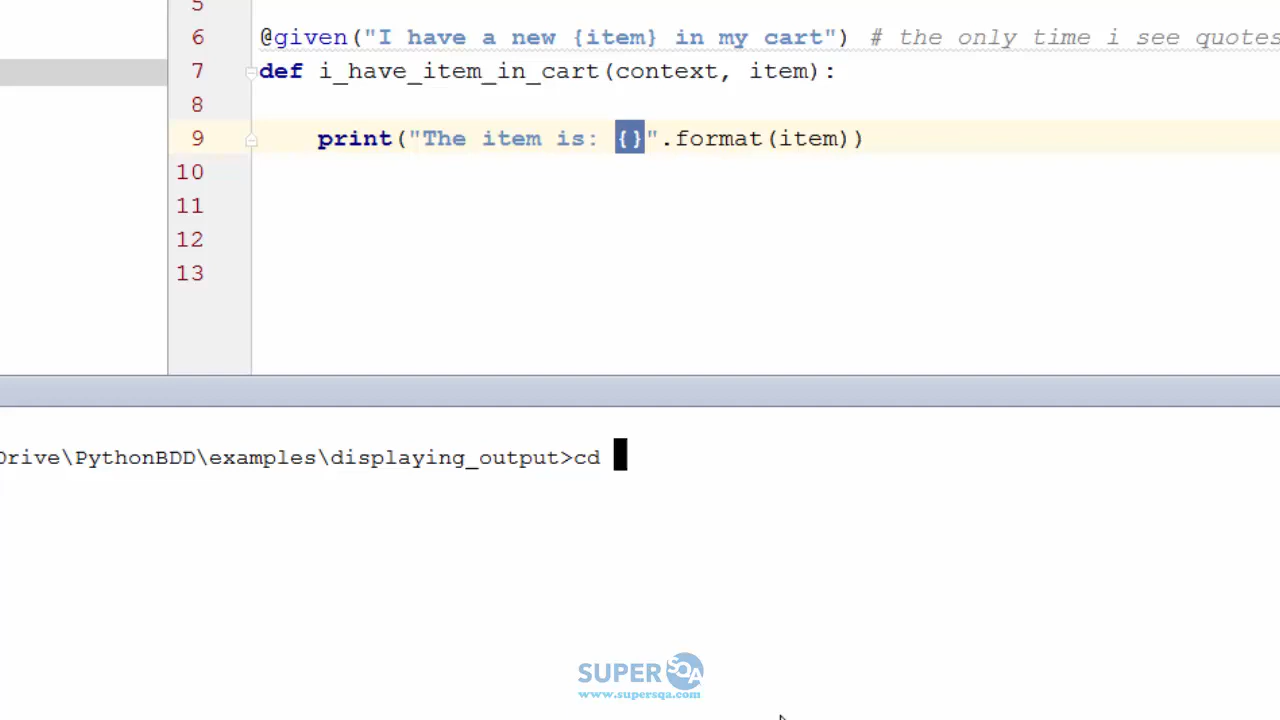 5
6 @given("I have a new {item} in my cart") # the only time i see quotes
7 def i_have_item_in_cart(context, item):
8
9 print("The item is: {}".format(item))
10
11
12
13
Drive\PythonBDD\examples\displaying_output>cd
SUPER SQA
www.supersqa.com